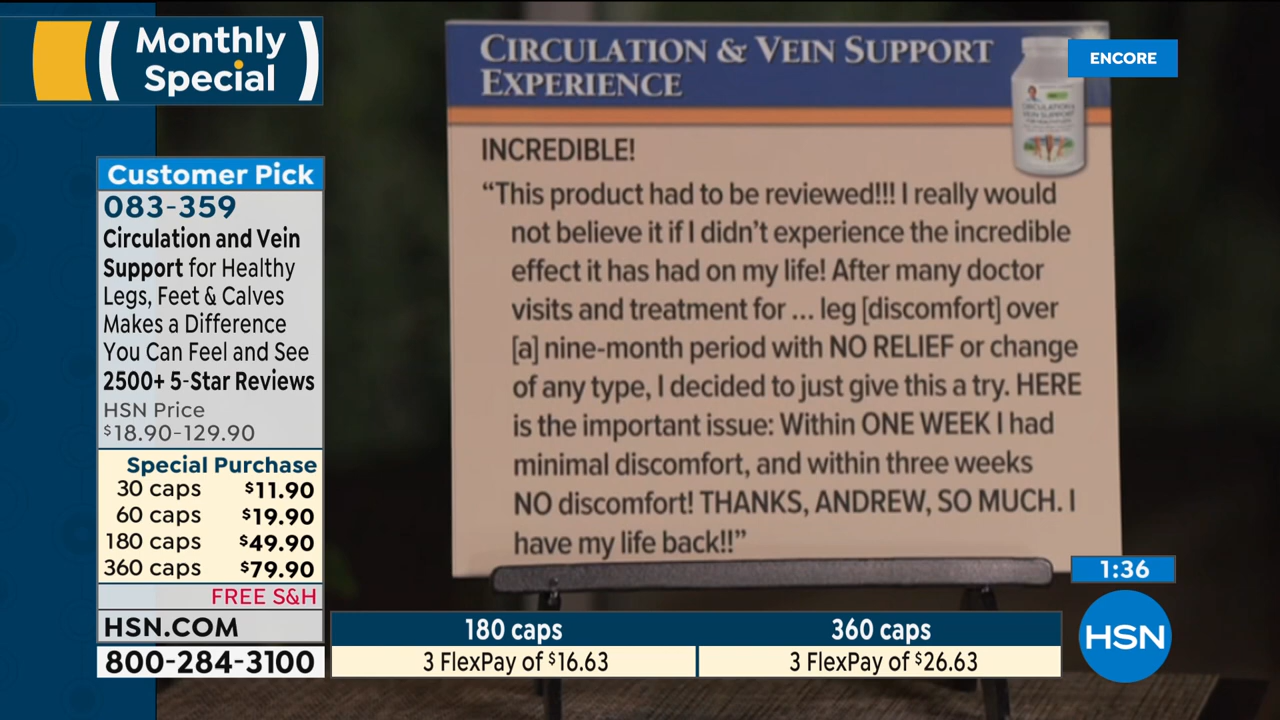 Monthly
Special
ENCORE
CIRCULATION & VEIN SUPPORT
EXPERIENCE
INCREDIBLE!
“This product had to be reviewed!!! I really would
not believe it if I didn’t experience the incredible
effect it has had on my life! After many doctor
visits and treatment for ... leg [discomfort] over
[a] nine-month period with NO RELIEF or change
of any type, I decided to just give this a try. HERE
is the important issue: Within ONE WEEK I had
minimal discomfort, and within three weeks
NO discomfort! THANKS, ANDREW, SO MUCH. I
have my life back!!”
CIRCULATION &
VEIN SUPPORT
Customer Pick
083-359
Circulation and Vein
Support for Healthy
Legs, Feet & Calves
Makes a Difference
You Can Feel and See
2500+ 5-Star Reviews
HSN Price
$18.90-129.90
Special Purchase
30 caps $11.90
60 caps $19.90
180 caps $49.90
360 caps $79.90
FREE S&H
HSN.COM
800-284-3100
180 caps 360 caps
3 FlexPay of $16.63 3 FlexPay of $26.63
1:36
HSN